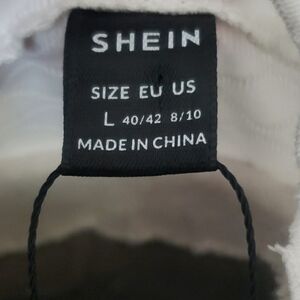 SHEIN
SIZE EU US
L 40/42 8/10
MADE IN CHINA